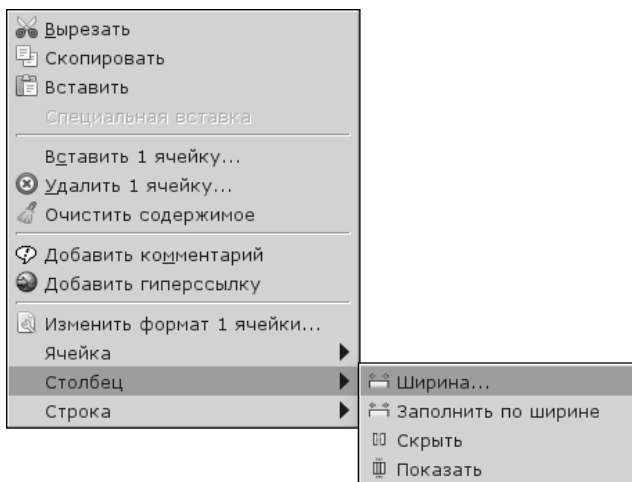 Вырезать
Скопировать
Вставить
Специальная вставка
Вставить 1 ячейку...
Удалить 1 ячейку...
Очистить содержимое
Добавить комментарий
Добавить гиперссылку
Изменить формат 1 ячейки...
Ячейка
Столбец
Строка
Ширина...
Заполнить по ширине
Скрыть
Показать